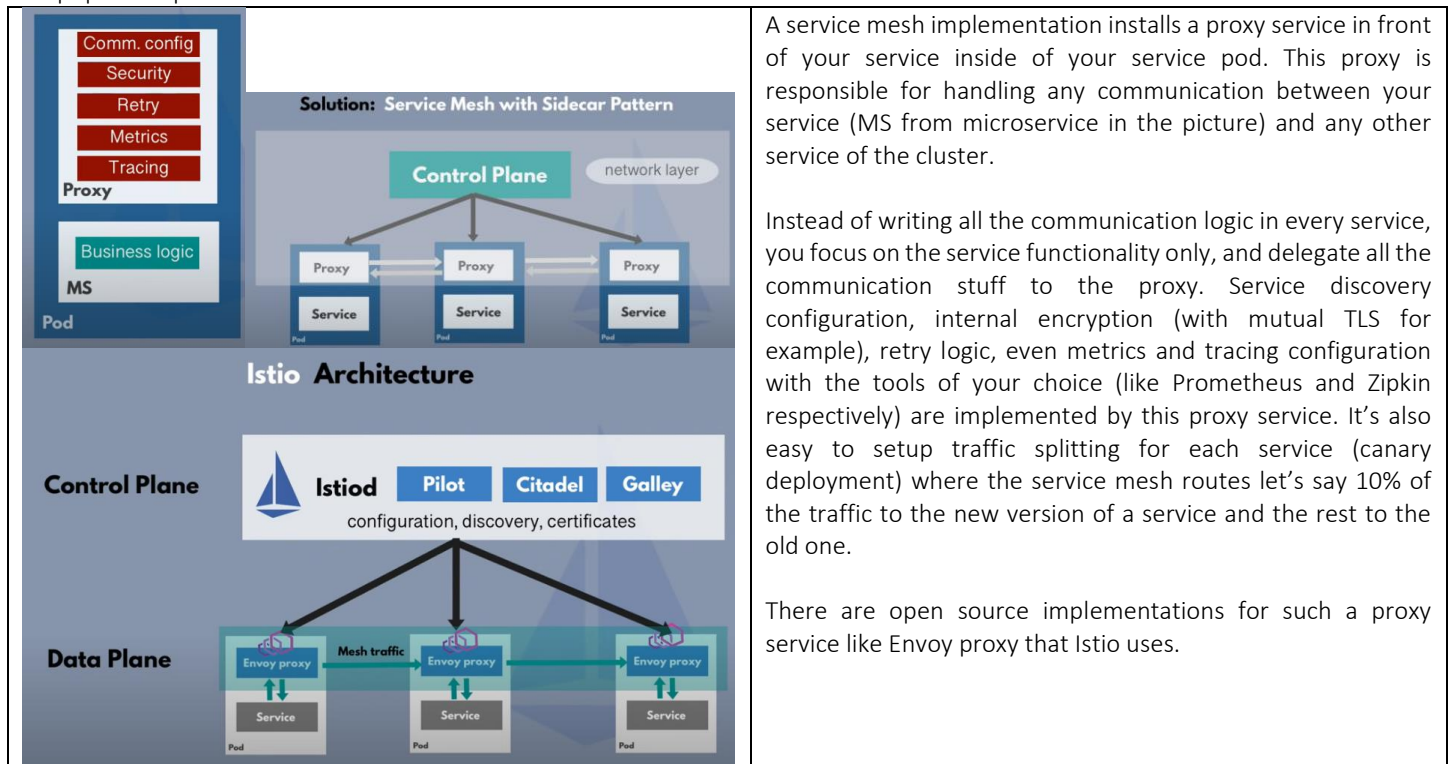 Comm. config
Security
Retry
Metrics
Tracing
Proxy
Business logic
MS
Pod
Solution: Service Mesh with Sidecar Pattern
Control Plane
network layer
Proxy
Proxy
Proxy
Service
Service
Service
Pod
Pod
Pod
Istio Architecture
Control Plane
Istiod
Pilot
Citadel
Galley
configuration, discovery, certificates
Data Plane
Envoy proxy
Mesh traffic
Envoy proxy
Envoy proxy
Service
Service
Service
Pod
Pod
Pod
A service mesh implementation installs a proxy service in front
of your service inside of your service pod. This proxy is
responsible for handling any communication between your
service (MS from microservice in the picture) and any other
service of the cluster.
Instead of writing all the communication logic in every service,
you focus on the service functionality only, and delegate all the
communication stuff to the proxy. Service discovery
configuration, internal encryption (with mutual TLS for
example), retry logic, even metrics and tracing configuration
with the tools of your choice (like Prometheus and Zipkin
respectively) are implemented by this proxy service. It’s also
easy to setup traffic splitting for each service (canary
deployment) where the service mesh routes let’s say 10% of
the traffic to the new version of a service and the rest to the
old one.
There are open source implementations for such a proxy
service like Envoy proxy that Istio uses.